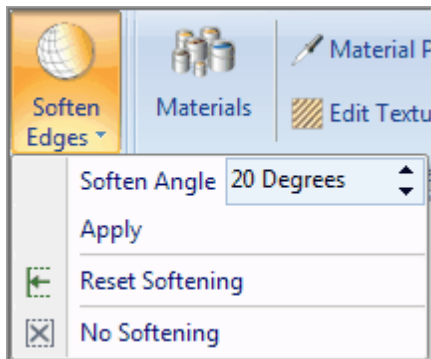 Soften
Edges
Materials
Material P
Edit Textu
Soften Angle 20 Degrees
Apply
Reset Softening
No Softening